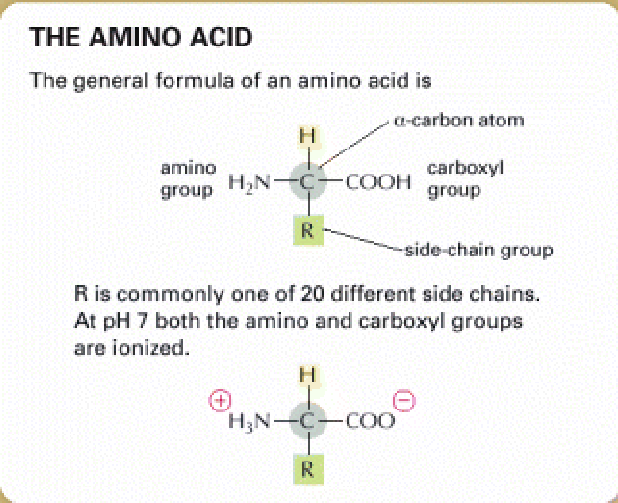 THE AMINO ACID
The general formula of an amino acid is
α-carbon atom
H
amino
group
H₂N—C—COOH
carboxyl
group
R
side-chain group
R is commonly one of 20 different side chains.
At pH 7 both the amino and carboxyl groups
are ionized.
H
⊕ ⊖
H₃N—C—COO
R